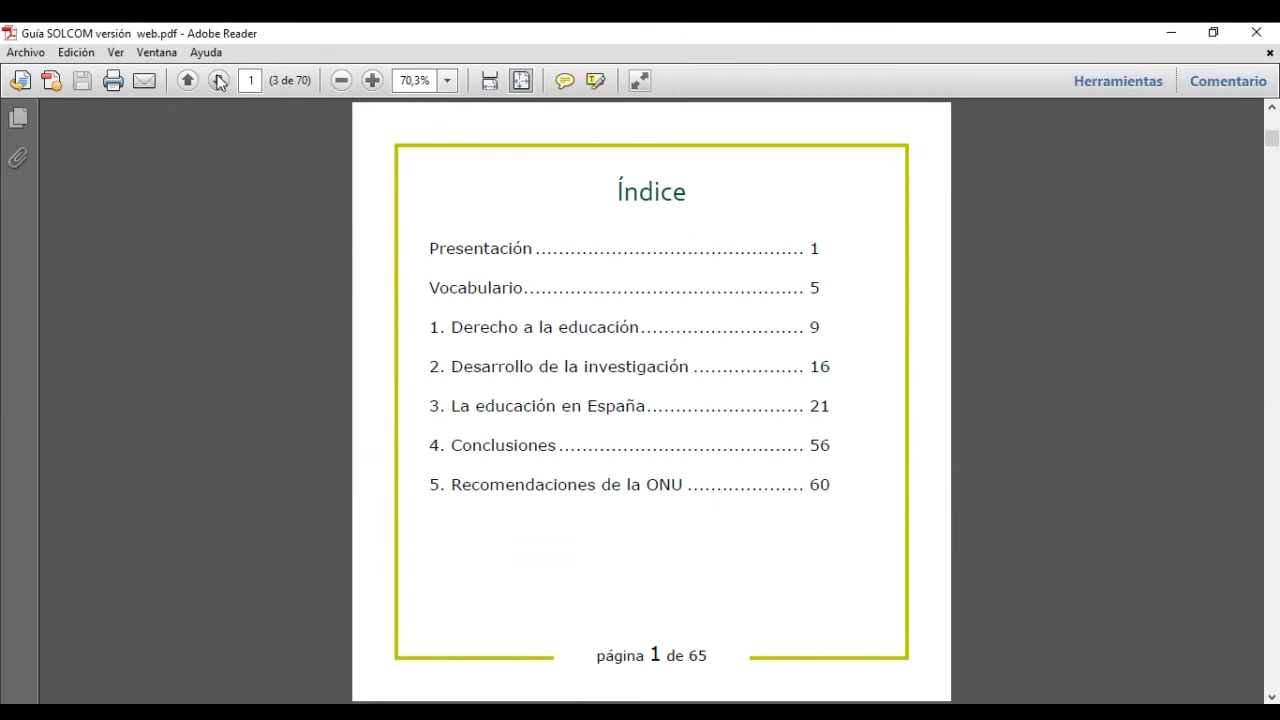 Guía SOLCOM versión web.pdf - Adobe Reader
Archivo Edición Ver Ventana Ayuda
1 (3 de 70) 70,3% Herramientas Comentario
Índice
Presentación .............................................. 1
Vocabulario................................................ 5
1. Derecho a la educación............................ 9
2. Desarrollo de la investigación ................... 16
3. La educación en España........................... 21
4. Conclusiones .......................................... 56
5. Recomendaciones de la ONU .................... 60
página 1 de 65